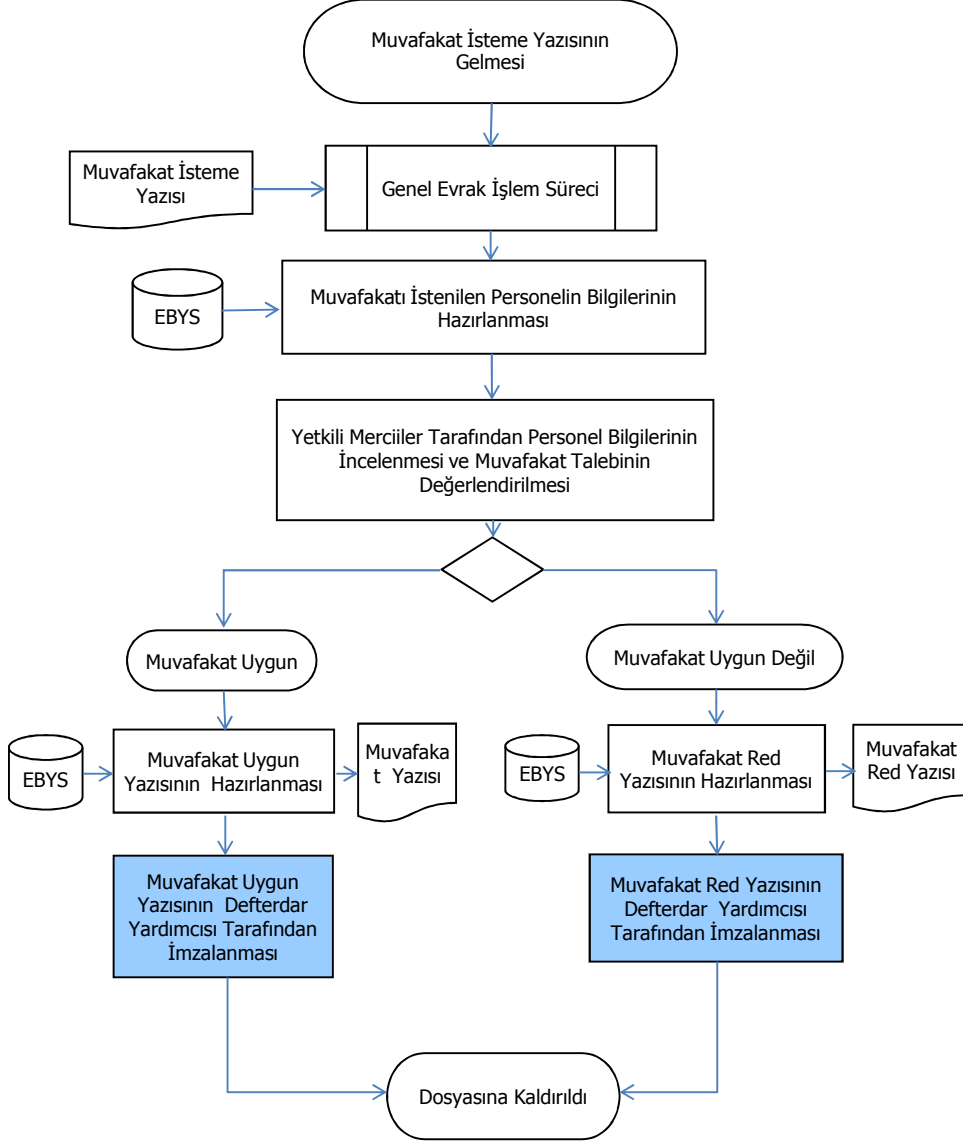 Muvafakat İsteme Yazısının
Gelmesi
Muvafakat İsteme
Yazısı
Genel Evrak İşlem Süreci
EBYS
Muvafakatı İstenilen Personelin Bilgilerinin
Hazırlanması
Yetkili Merciiler Tarafından Personel Bilgilerinin
İncelenmesi ve Muvafakat Talebinin
Değerlendirilmesi
Muvafakat Uygun
Muvafakat Uygun Değil
EBYS
Muvafakat Uygun
Yazısının Hazırlanması
Muvafaka
t Yazısı
EBYS
Muvafakat Red
Yazısının Hazırlanması
Muvafakat
Red Yazısı
Muvafakat Uygun
Yazısının Defterdar
Yardımcısı Tarafından
İmzalanması
Muvafakat Red Yazısının
Defterdar Yardımcısı
Tarafından İmzalanması
Dosyasına Kaldırıldı